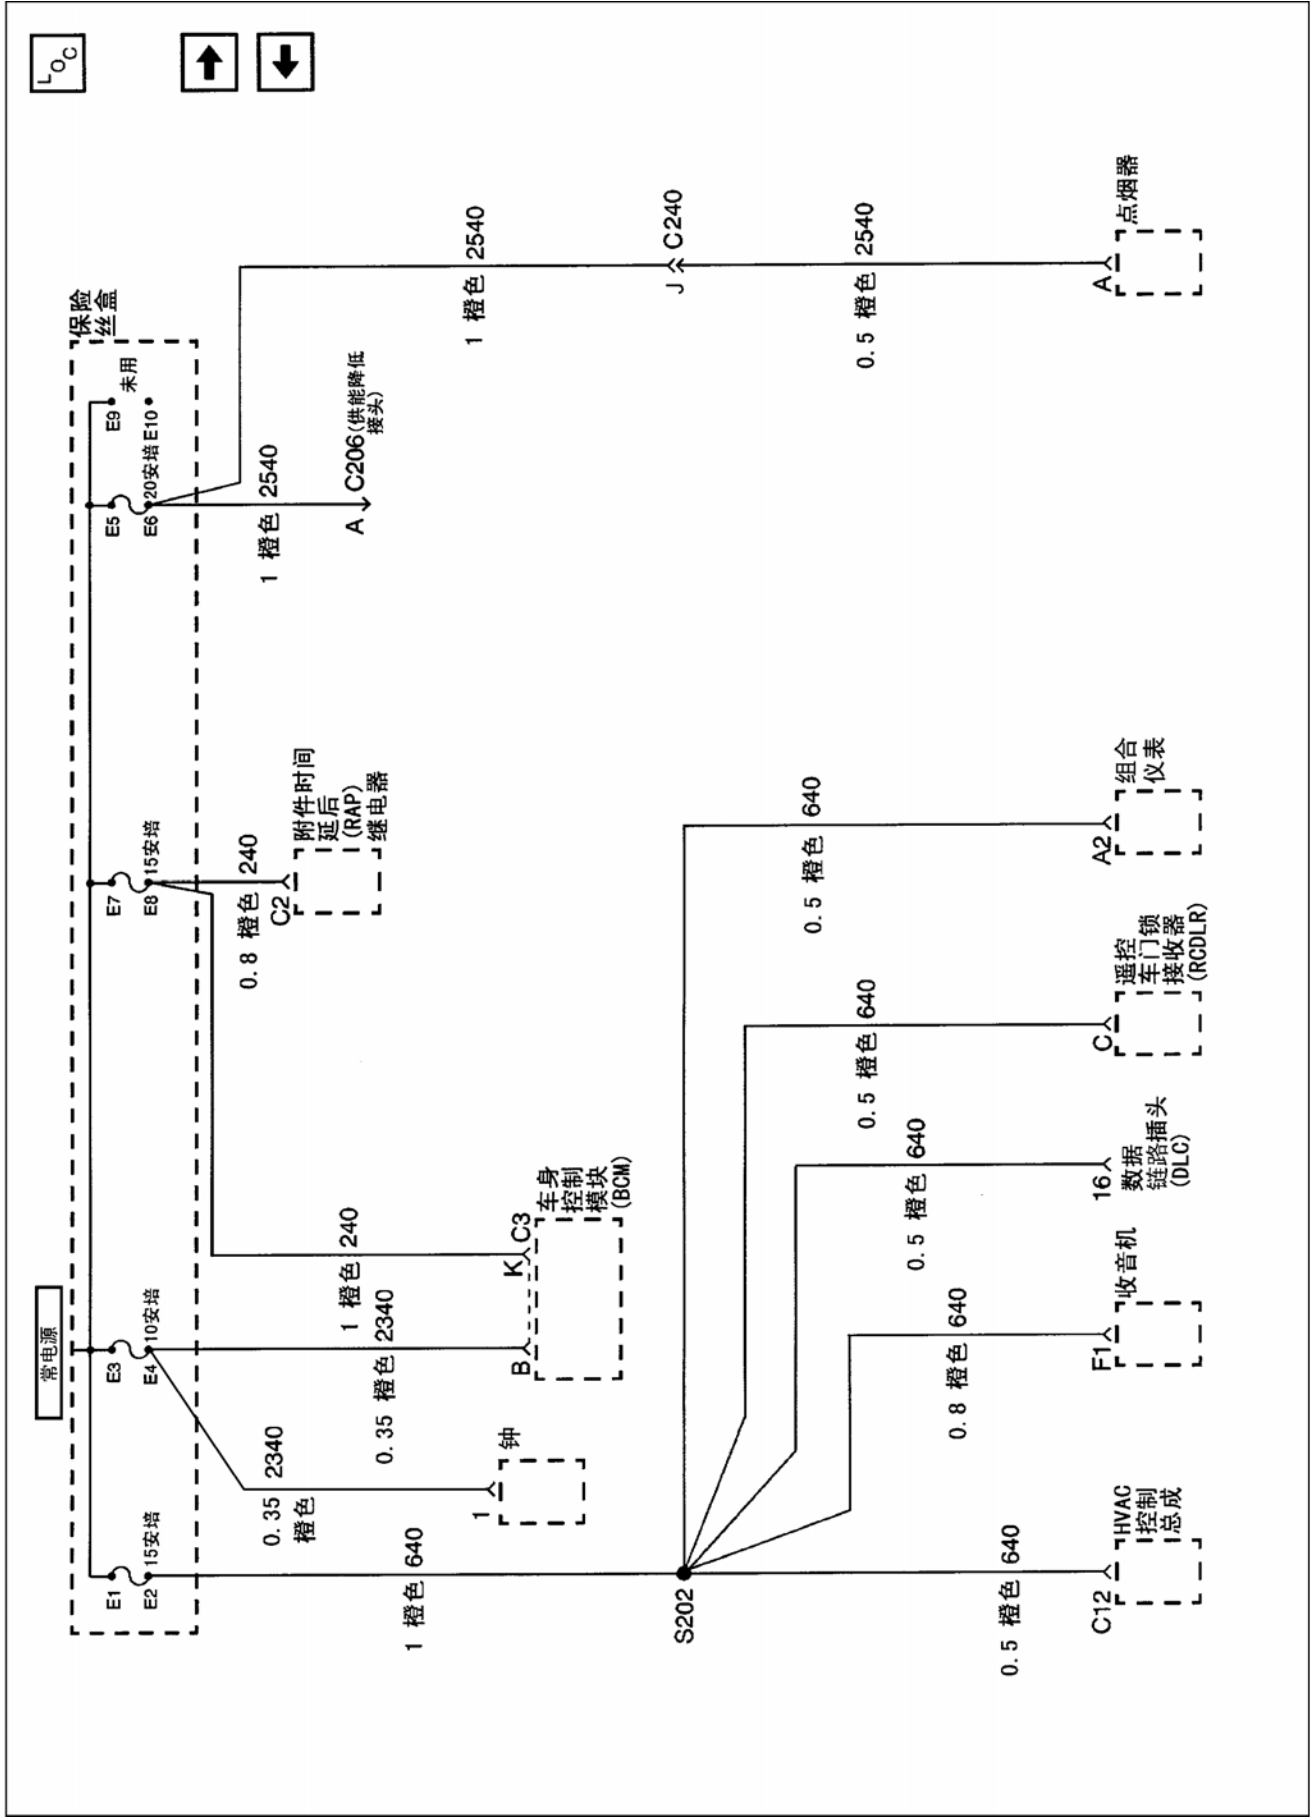 LOC
常电源
保险
丝盒
E1
E2
15安培
E3
E4
10安培
E7
E8
15安培
E5
E6
20安培
E9
E10
未用
0.35 2340
橙色
1
钟
0.35 橙色 2340
B
1 橙色 240
K
C3
车身
控制
模块
(BCM)
0.8 橙色 240
C2
附件时间
延后
(RAP)
继电器
1 橙色 2540
A
C206(供能降低
接头)
1 橙色 2540
J
C240
0.5 橙色 2540
A
点烟器
1 橙色 640
S202
0.5 橙色 640
C12
HVAC
控制
总成
0.8 橙色 640
F1
收音机
0.5 橙色 640
16
数据
链路插头
(DLC)
0.5 橙色 640
C
遥控
车门锁
接收器
(RCDLR)
0.5 橙色 640
A2
组合
仪表